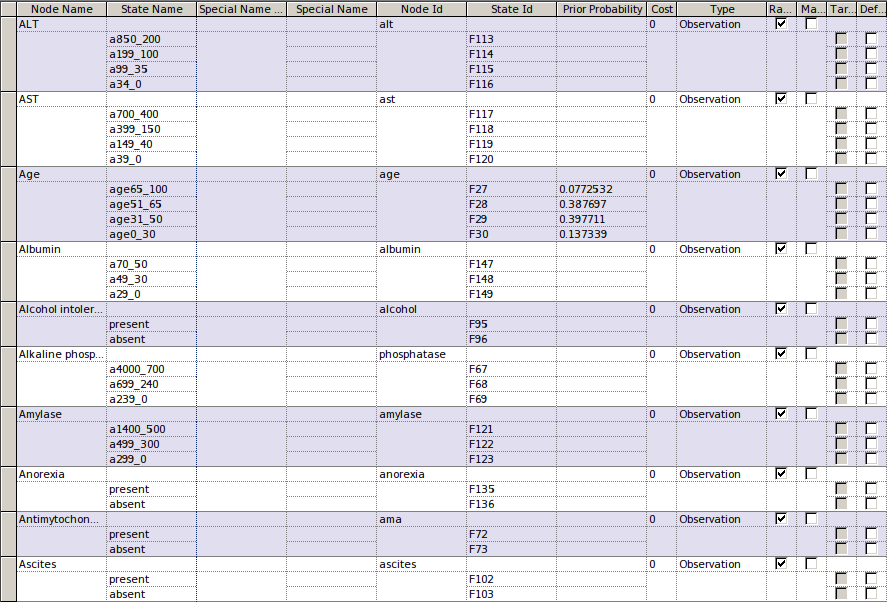 Node Name State Name Special Name ... Special Name Node Id State Id Prior Probability Cost Type Ra... Ma... Tar... Def...
ALT alt 0 Observation
a850_200 F113
a199_100 F114
a99_35 F115
a34_0 F116
AST ast 0 Observation
a700_400 F117
a399_150 F118
a149_40 F119
a39_0 F120
Age age 0 Observation
age65_100 F27 0.0772532
age51_65 F28 0.387697
age31_50 F29 0.397711
age0_30 F30 0.137339
Albumin albumin 0 Observation
a70_50 F147
a49_30 F148
a29_0 F149
Alcohol intoler... alcohol 0 Observation
present F95
absent F96
Alkaline phosp... phosphatase 0 Observation
a4000_700 F67
a699_240 F68
a239_0 F69
Amylase amylase 0 Observation
a1400_500 F121
a499_300 F122
a299_0 F123
Anorexia anorexia 0 Observation
present F135
absent F136
Antimytochon... ama 0 Observation
present F72
absent F73
Ascites ascites 0 Observation
present F102
absent F103